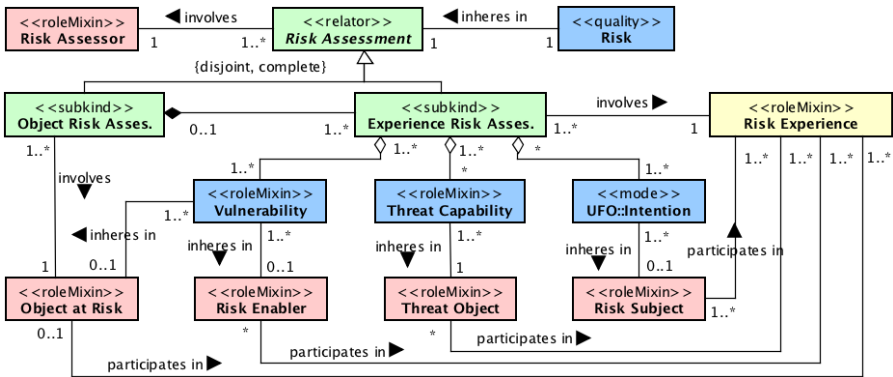 <<roleMixin>>
Risk Assessor
◀ involves
1
1..*
<<relator>>
Risk Assessment
◀ inheres in
1
1
<<quality>>
Risk
{disjoint, complete}
<<subkind>>
Object Risk Asses.
0..1
1..*
<<subkind>>
Experience Risk Asses.
involves ▶
1..*
1
<<roleMixin>>
Risk Experience
1..*
involves
▼
1
1..*
1..*
1..*
*
*
1..*
1..*
1..*
1..*
1..*
<<roleMixin>>
Vulnerability
<<roleMixin>>
Threat Capability
<<mode>>
UFO::Intention
1..*
◀ inheres in
0..1
1..*
inheres in
▼
0..1
1..*
inheres in
▼
1
1..*
inheres in
▼
0..1
▲
participates in
<<roleMixin>>
Object at Risk
<<roleMixin>>
Risk Enabler
<<roleMixin>>
Threat Object
<<roleMixin>>
Risk Subject
1..*
0..1
*
*
participates in ▶
participates in ▶
participates in ▶